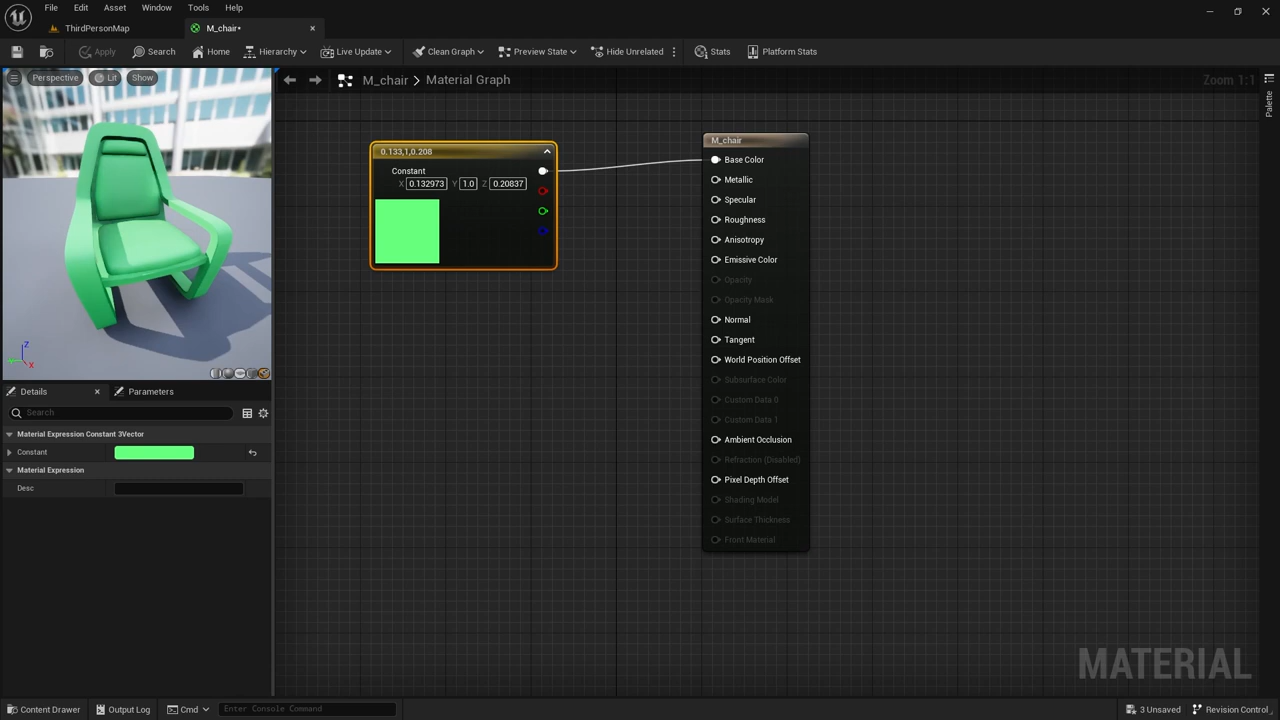 File Edit Asset Window Tools Help
ThirdPersonMap M_chair•
Apply Search Home Hierarchy Live Update Clean Graph Preview State Hide Unrelated Stats Platform Stats
Perspective Lit Show
M_chair > Material Graph
Zoom 1:1
Palette
0.133,1,0.208
Constant
X 0.132973 Y 1.0 Z 0.20837
M_chair
Base Color
Metallic
Specular
Roughness
Anisotropy
Emissive Color
Opacity
Opacity Mask
Normal
Tangent
World Position Offset
Subsurface Color
Custom Data 0
Custom Data 1
Ambient Occlusion
Refraction (Disabled)
Pixel Depth Offset
Shading Model
Surface Thickness
Front Material
Z
X
Details Parameters
Search
Material Expression Constant 3Vector
Constant
Material Expression
Desc
MATERIAL
Content Drawer Output Log Cmd Enter Console Command 3 Unsaved Revision Control